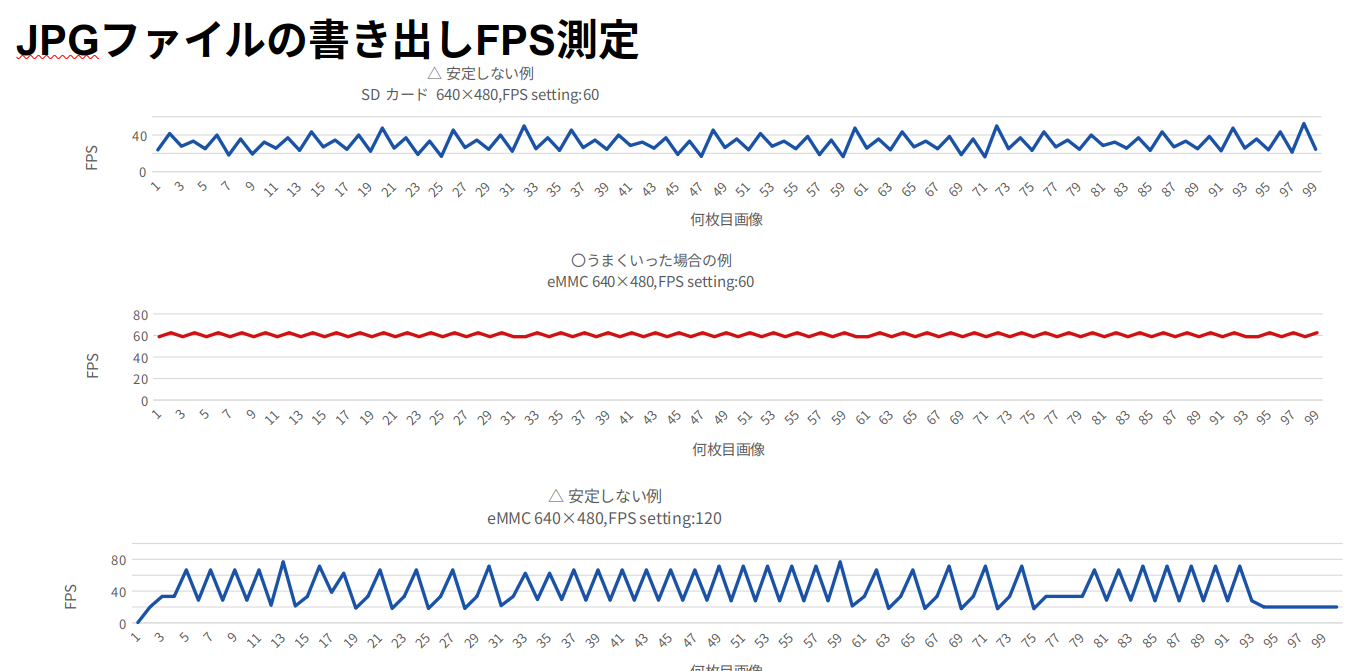 JPGファイルの書き出しFPS測定
△ 安定しない例
SD カード 640×480,FPS setting:60
40
0
FPS
1 3 5 7 9 11 13 15 17 19 21 23 25 27 29 31 33 35 37 39 41 43 45 47 49 51 53 55 57 59 61 63 65 67 69 71 73 75 77 79 81 83 85 87 89 91 93 95 97 99
何枚目画像
〇うまくいった場合の例
eMMC 640×480,FPS setting:60
80
60
40
20
0
FPS
1 3 5 7 9 11 13 15 17 19 21 23 25 27 29 31 33 35 37 39 41 43 45 47 49 51 53 55 57 59 61 63 65 67 69 71 73 75 77 79 81 83 85 87 89 91 93 95 97 99
何枚目画像
△ 安定しない例
eMMC 640×480,FPS setting:120
80
40
0
FPS
1 3 5 7 9 11 13 15 17 19 21 23 25 27 29 31 33 35 37 39 41 43 45 47 49 51 53 55 57 59 61 63 65 67 69 71 73 75 77 79 81 83 85 87 89 91 93 95 97 99
何枚目画像